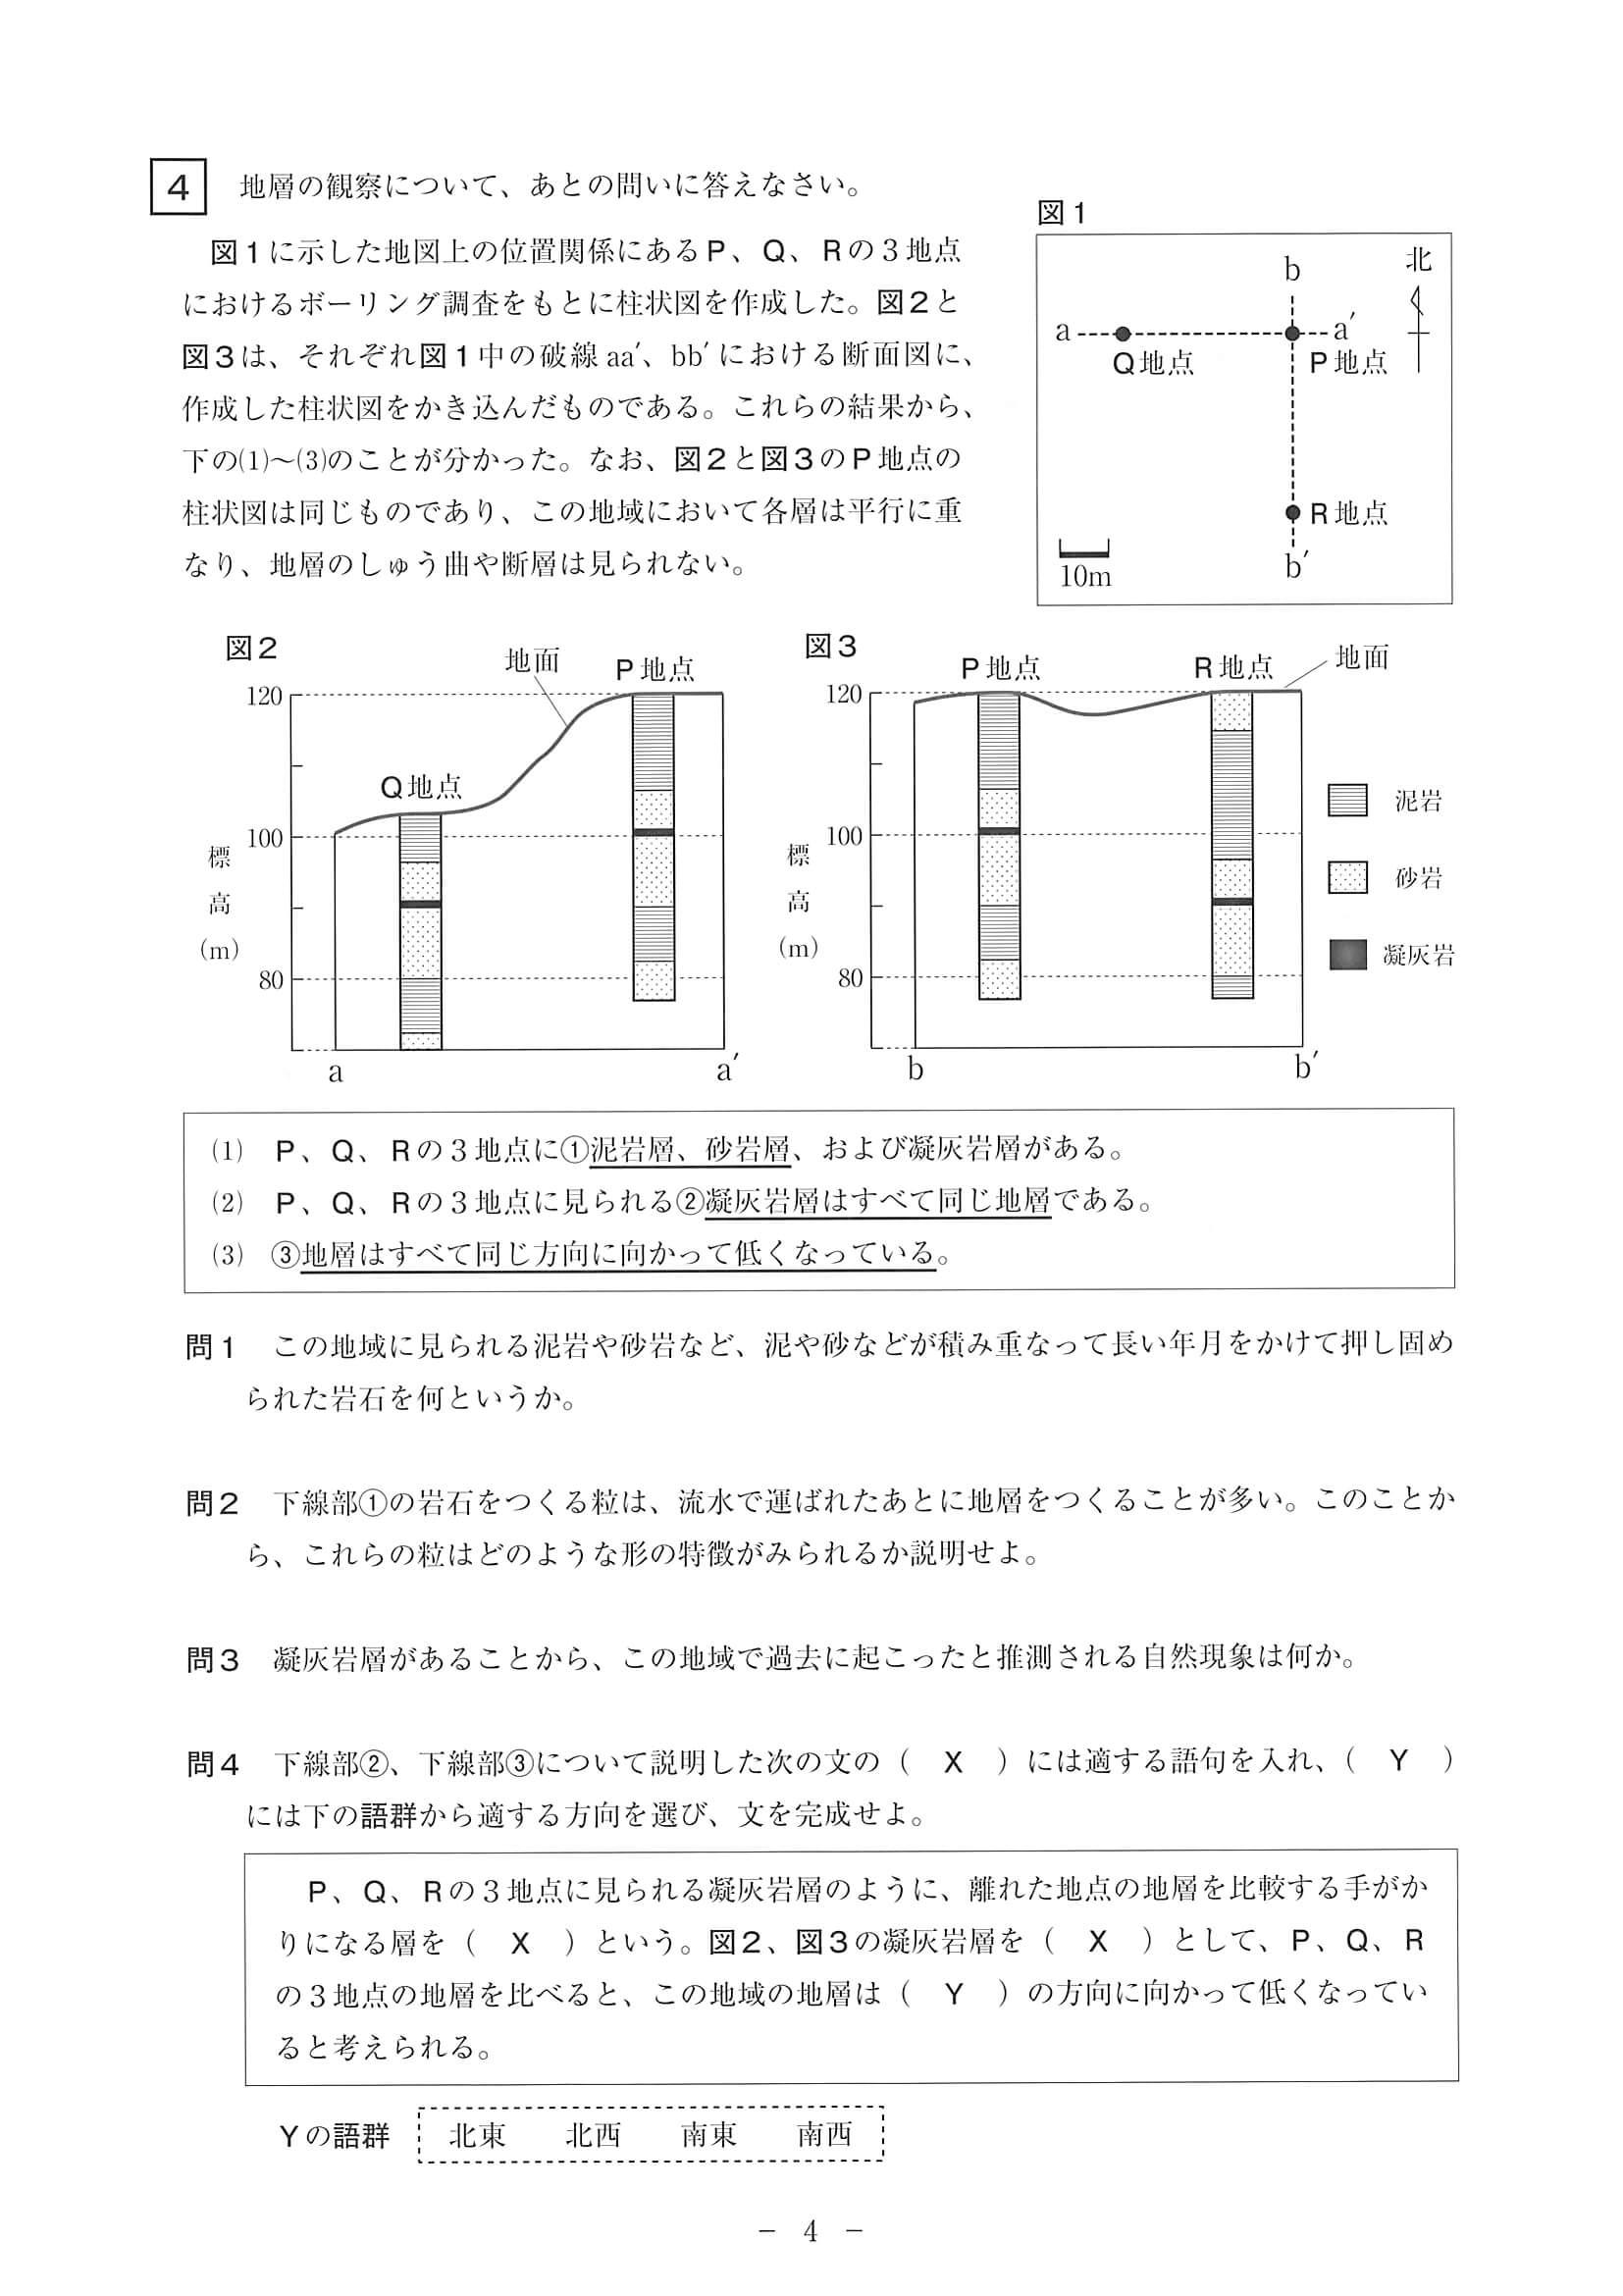 4 地層の観察について、あとの問いに答えなさい。
図1に示した地図上の位置関係にあるP、Q、Rの3地点
におけるボーリング調査をもとに柱状図を作成した。図2と
図3は、それぞれ図1中の破線aa′、bb′における断面図に、
作成した柱状図をかき込んだものである。これらの結果から、
下の⑴～⑶のことが分かった。なお、図2と図3のP地点の
柱状図は同じものであり、この地域において各層は平行に重
なり、地層のしゅう曲や断層は見られない。
図1
b
北
a
a′
Q地点
P地点
R地点
b′
10m
図2
地面
P地点
120
Q地点
100
標高(m)
80
a
a′
図3
P地点
R地点
地面
120
100
標高(m)
80
b
b′
泥岩
砂岩
凝灰岩
⑴ P、Q、Rの3地点に①泥岩層、砂岩層、および凝灰岩層がある。
⑵ P、Q、Rの3地点に見られる②凝灰岩層はすべて同じ地層である。
⑶ ③地層はすべて同じ方向に向かって低くなっている。
問1 この地域に見られる泥岩や砂岩など、泥や砂などが積み重なって長い年月をかけて押し固め
られた岩石を何というか。
問2 下線部①の岩石をつくる粒は、流水で運ばれたあとに地層をつくることが多い。このことか
ら、これらの粒はどのような形の特徴がみられるか説明せよ。
問3 凝灰岩層があることから、この地域で過去に起こったと推測される自然現象は何か。
問4 下線部②、下線部③について説明した次の文の（ X ）には適する語句を入れ、（ Y ）
には下の語群から適する方向を選び、文を完成せよ。
P、Q、Rの3地点に見られる凝灰岩層のように、離れた地点の地層を比較する手がか
りになる層を（ X ）という。図2、図3の凝灰岩層を（ X ）として、P、Q、R
の3地点の地層を比べると、この地域の地層は（ Y ）の方向に向かって低くなってい
ると考えられる。
Yの語群 北東 北西 南東 南西
－ 4 －